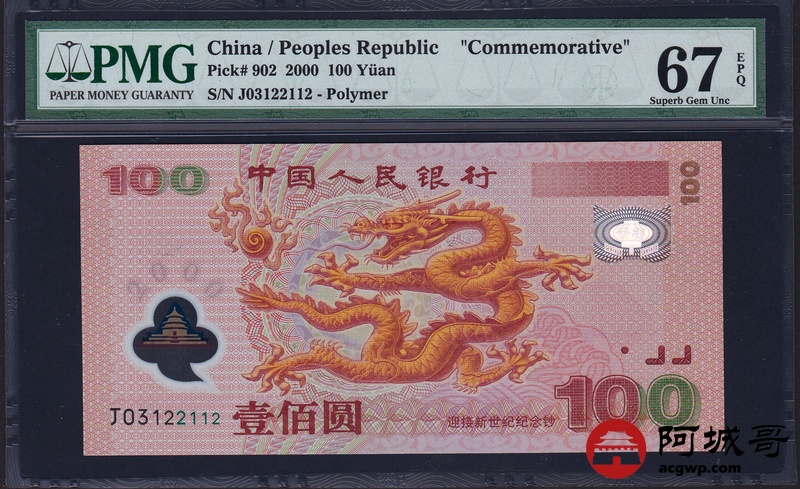 PMG
PAPER MONEY GUARANTY
China / Peoples Republic "Commemorative"
Pick# 902 2000 100 Yüan
S/N J03122112 - Polymer
67
EPQ
Superb Gem Unc
100
中国人民银行
100
2000
J03122112
壹佰圆
迎接新世纪纪念钞
100
阿城哥
acgwp.com